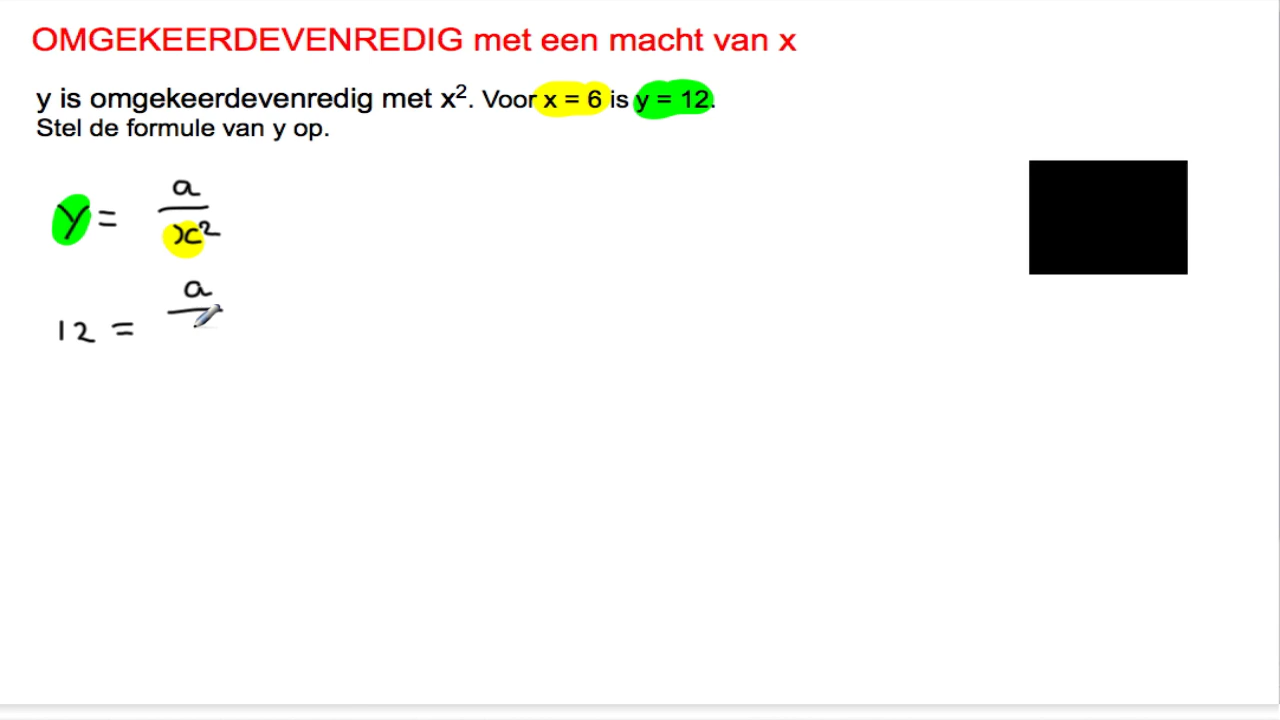 OMGEKEERDEVENREDIG met een macht van x
y is omgekeerdevenredig met x². Voor x = 6 is y = 12.
Stel de formule van y op.
y = a / x²
12 = a /